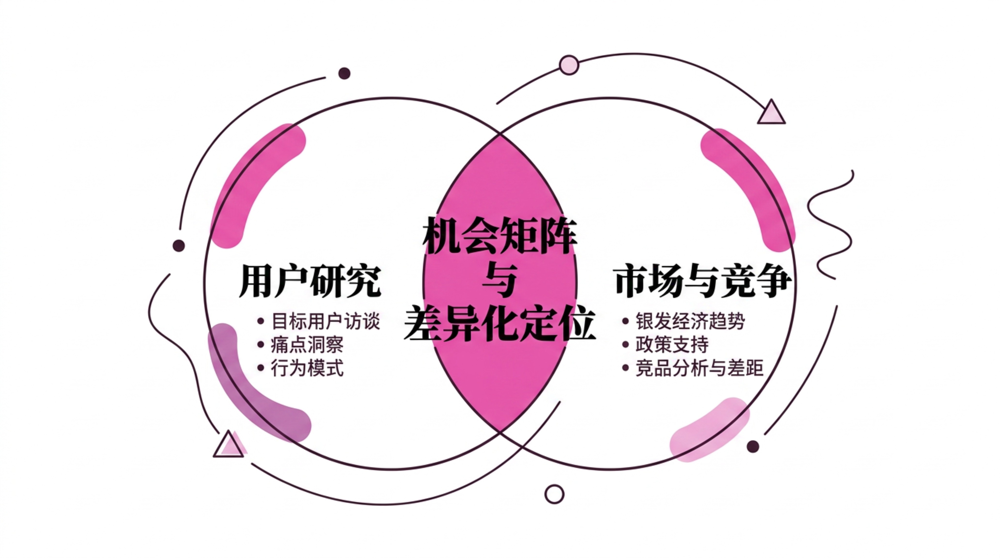 用户研究
• 目标用户访谈
• 痛点洞察
• 行为模式
机会矩阵
与
差异化定位
市场与竞争
• 银发经济趋势
• 政策支持
• 竞品分析与差距